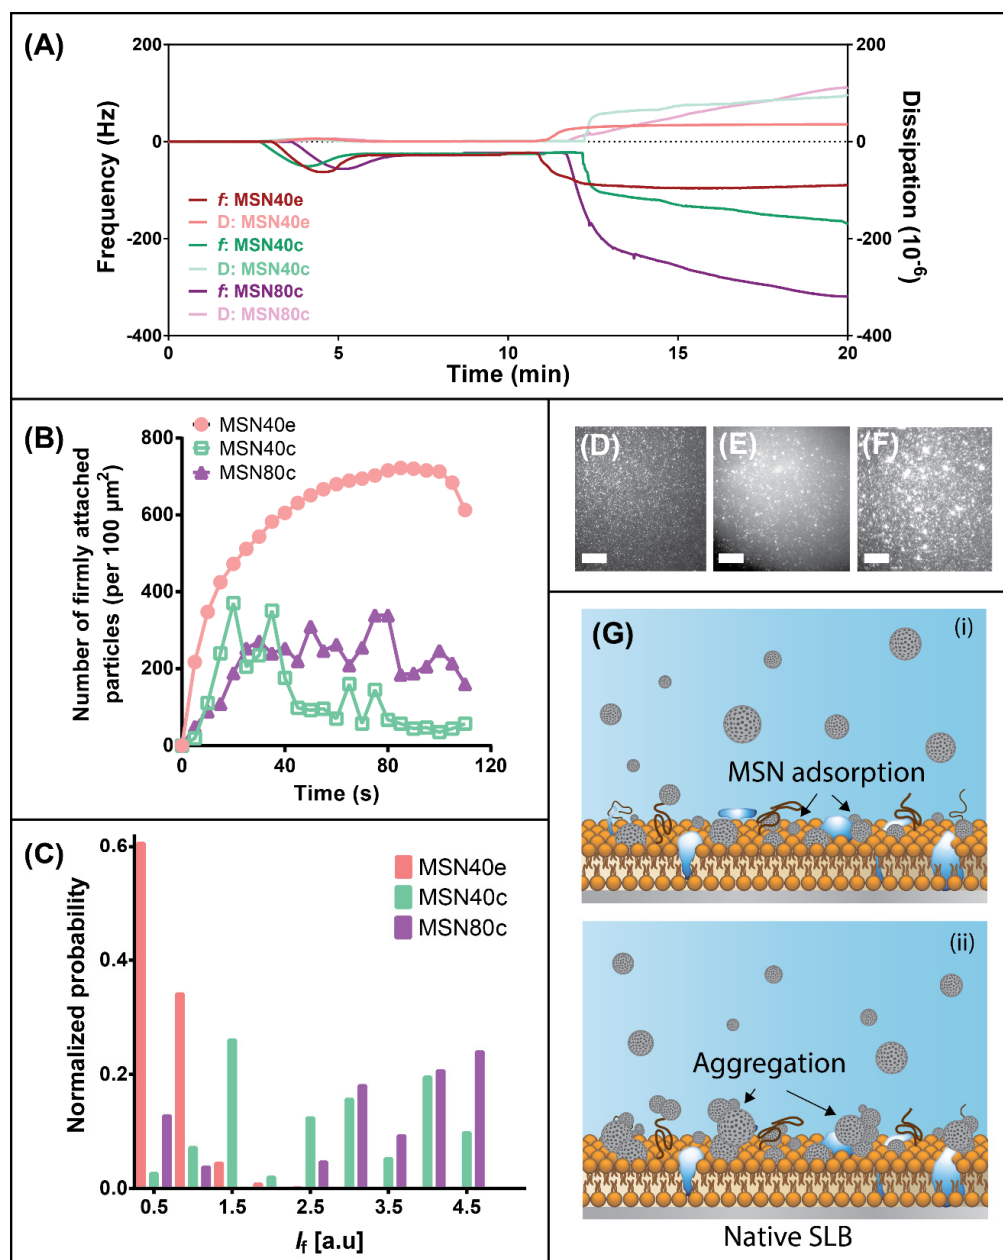 (A)
200
0
-200
-400
Frequency (Hz)
200
0
-200
-400
Dissipation (10-6)
f: MSN40e
D: MSN40e
f: MSN40c
D: MSN40c
f: MSN80c
D: MSN80c
0 5 10 15 20
Time (min)
(B)
MSN40e
MSN40c
MSN80c
800
600
400
200
0
Number of firmly attached
particles (per 100 µm2)
0 40 80 120
Time (s)
(C)
MSN40e
MSN40c
MSN80c
0.6
0.4
0.2
0.0
Normalized probability
0.5 1.5 2.5 3.5 4.5
If [a.u]
(D)
(E)
(F)
(G)
(i)
MSN adsorption
(ii)
Aggregation
Native SLB